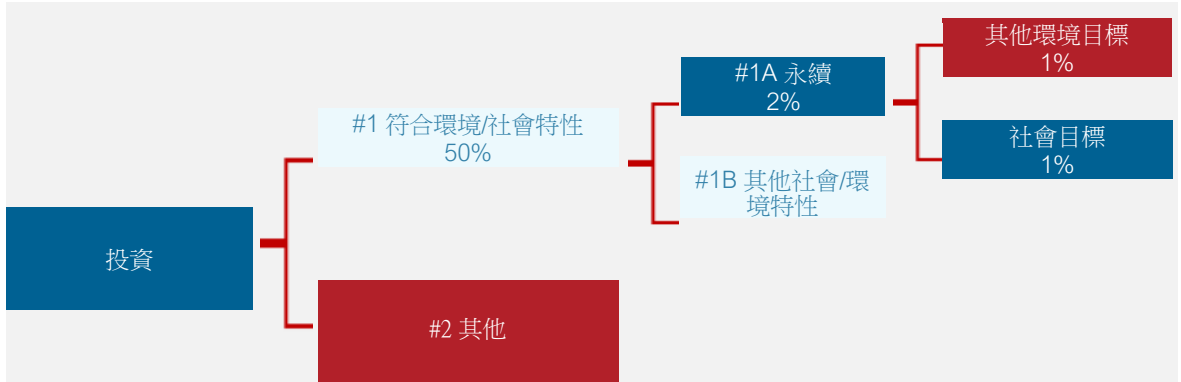 其他環境目標
1%
#1A 永續
2%
#1 符合環境/社會特性
50%
社會目標
1%
#1B 其他社會/環
境特性
投資
#2 其他